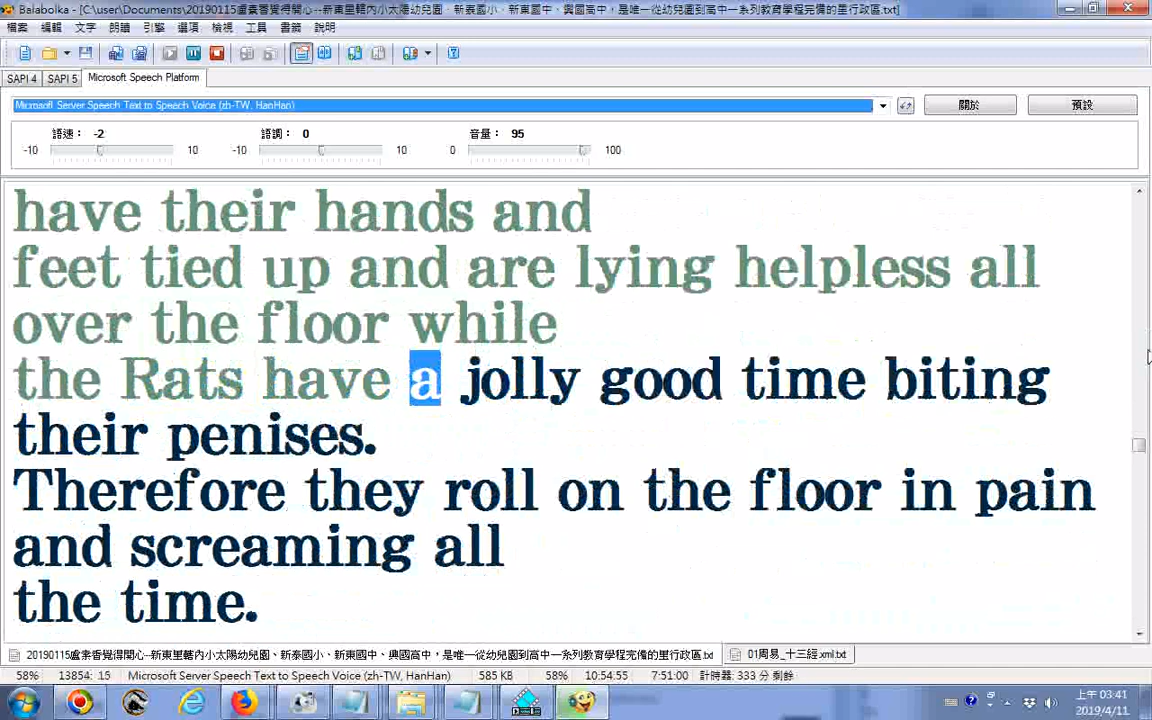 Balabolka - [C:\user\Documents\20190115盧素香覺得開心--新東里轄內小太陽幼兒園、新泰國小、新東國中、興國高中，是唯一從幼兒園到高中一系列教育學程完備的里行政區.txt]
檔案 編輯 文字 朗讀 引擎 選項 檢視 工具 書籤 說明
SAPI 4 SAPI 5 Microsoft Speech Platform
Microsoft Server Speech Text to Speech Voice (zh-TW, HanHan) 關於 預設
語速： -2 語調： 0 音量： 95
-10 10 -10 10 0 100
have their hands and
feet tied up and are lying helpless all
over the floor while
the Rats have a jolly good time biting
their penises.
Therefore they roll on the floor in pain
and screaming all
the time.
20190115盧素香覺得開心--新東里轄內小太陽幼兒園、新泰國小、新東國中、興國高中，是唯一從幼兒園到高中一系列教育學程完備的里行政區.txt 01周易_十三經.xml.txt
58% 13854: 15 Microsoft Server Speech Text to Speech Voice (zh-TW, HanHan) 585 KB 58% 10:54:55 7:51:00 計時器: 333 分 剩餘
上午 03:41
2019/4/11